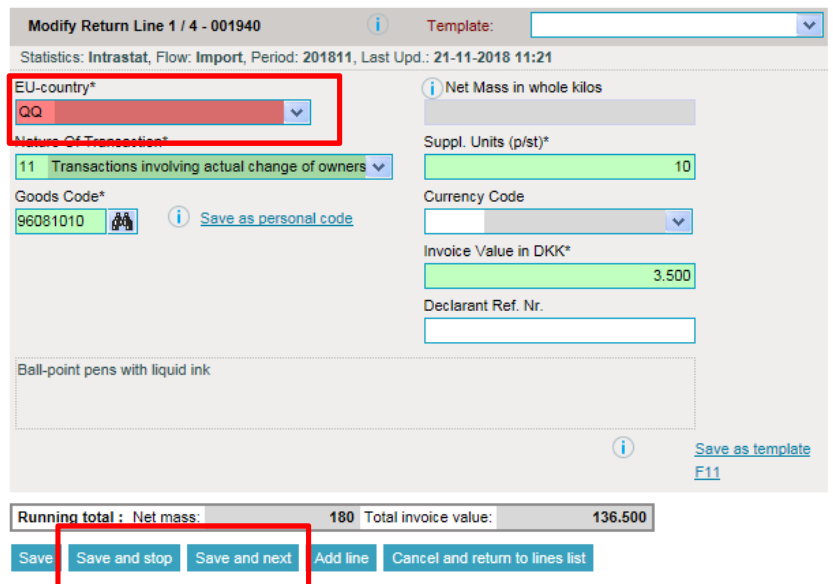 Modify Return Line 1 / 4 - 001940 i Template:
Statistics: Intrastat, Flow: Import, Period: 201811, Last Upd.: 21-11-2018 11:21
EU-country* i Net Mass in whole kilos
QQ
Nature Of Transaction* Suppl. Units (p/st)*
11 Transactions involving actual change of owners 10
Goods Code* Currency Code
96081010 i Save as personal code
Invoice Value in DKK*
3.500
Declarant Ref. Nr.
Ball-point pens with liquid ink
i Save as template
F11
Running total : Net mass: 180 Total invoice value: 136.500
Save Save and stop Save and next Add line Cancel and return to lines list